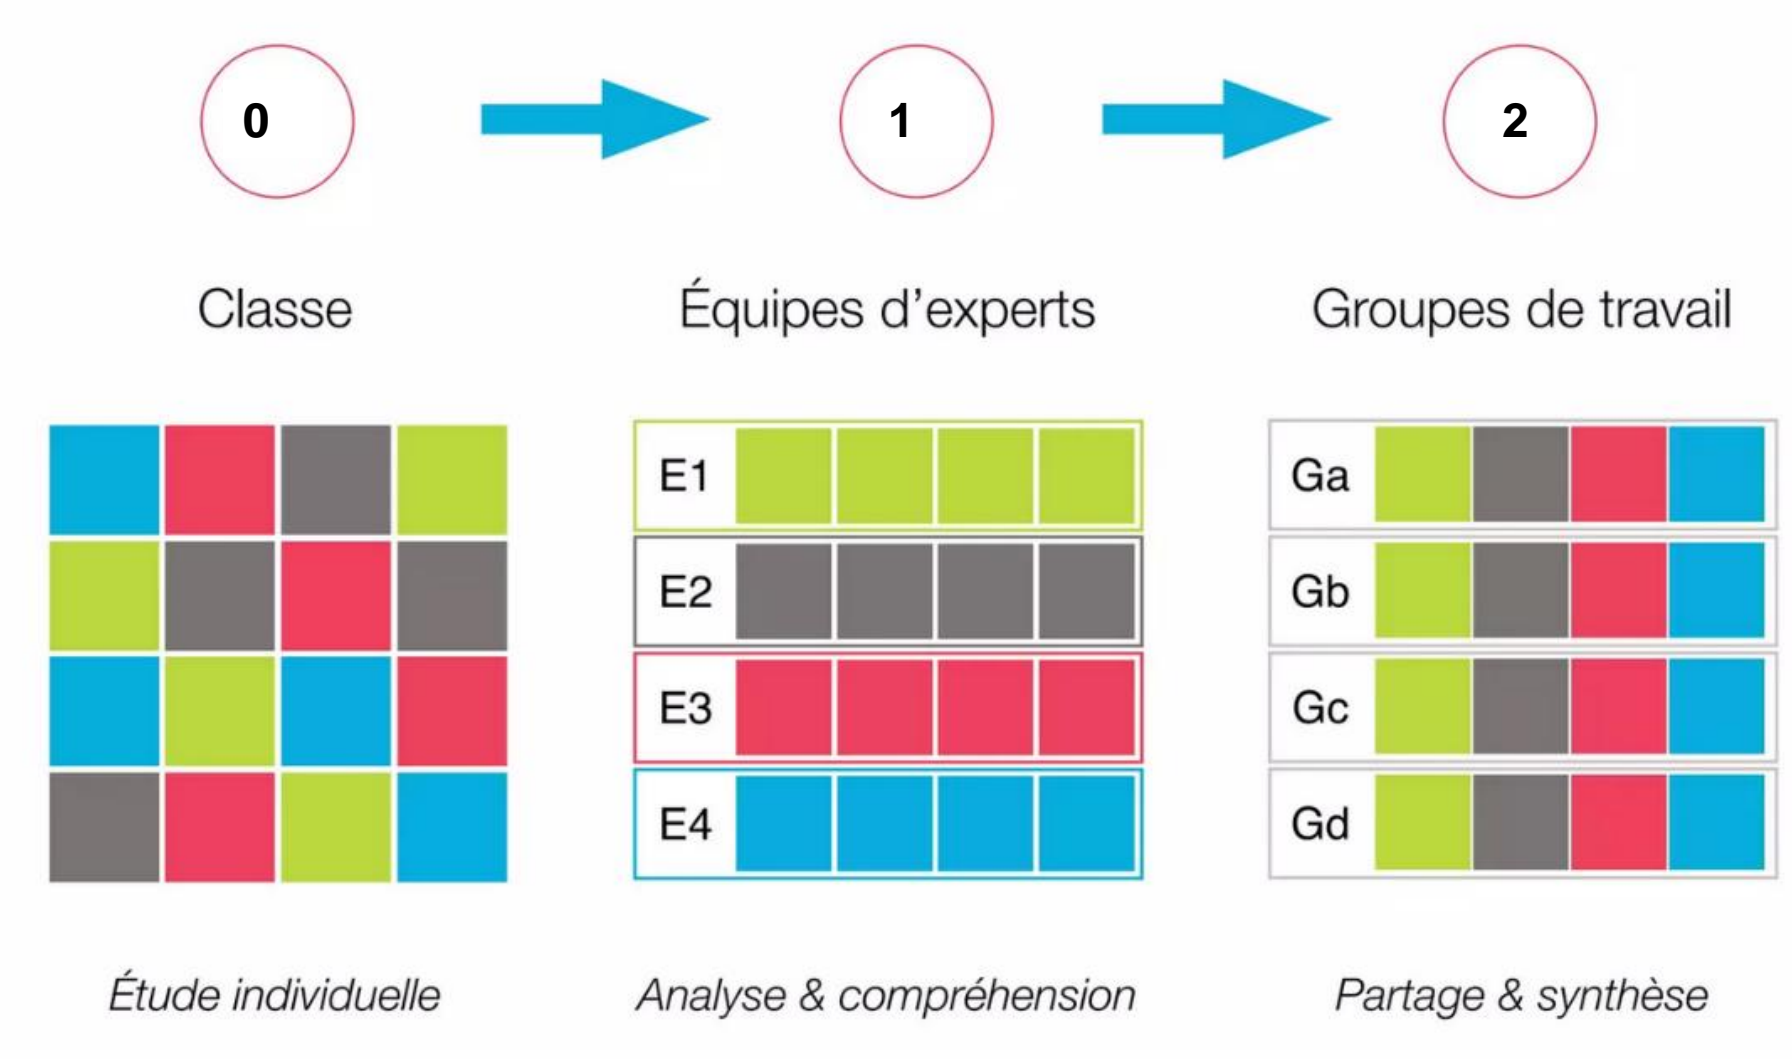 0
1
2
Classe
Équipes d'experts
Groupes de travail
E1
E2
E3
E4
Ga
Gb
Gc
Gd
Étude individuelle
Analyse & compréhension
Partage & synthèse